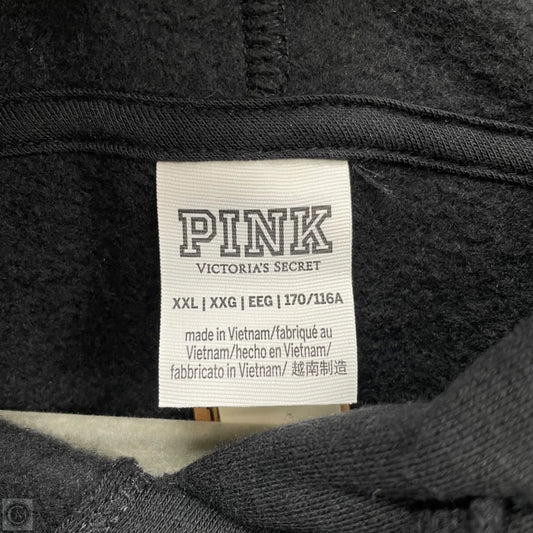 PINK
VICTORIA'S SECRET
XXL | XXG | EEG | 170/116A
made in Vietnam/fabriqué au
Vietnam/hecho en Vietnam/
fabbricato in Vietnam/ 越南制造